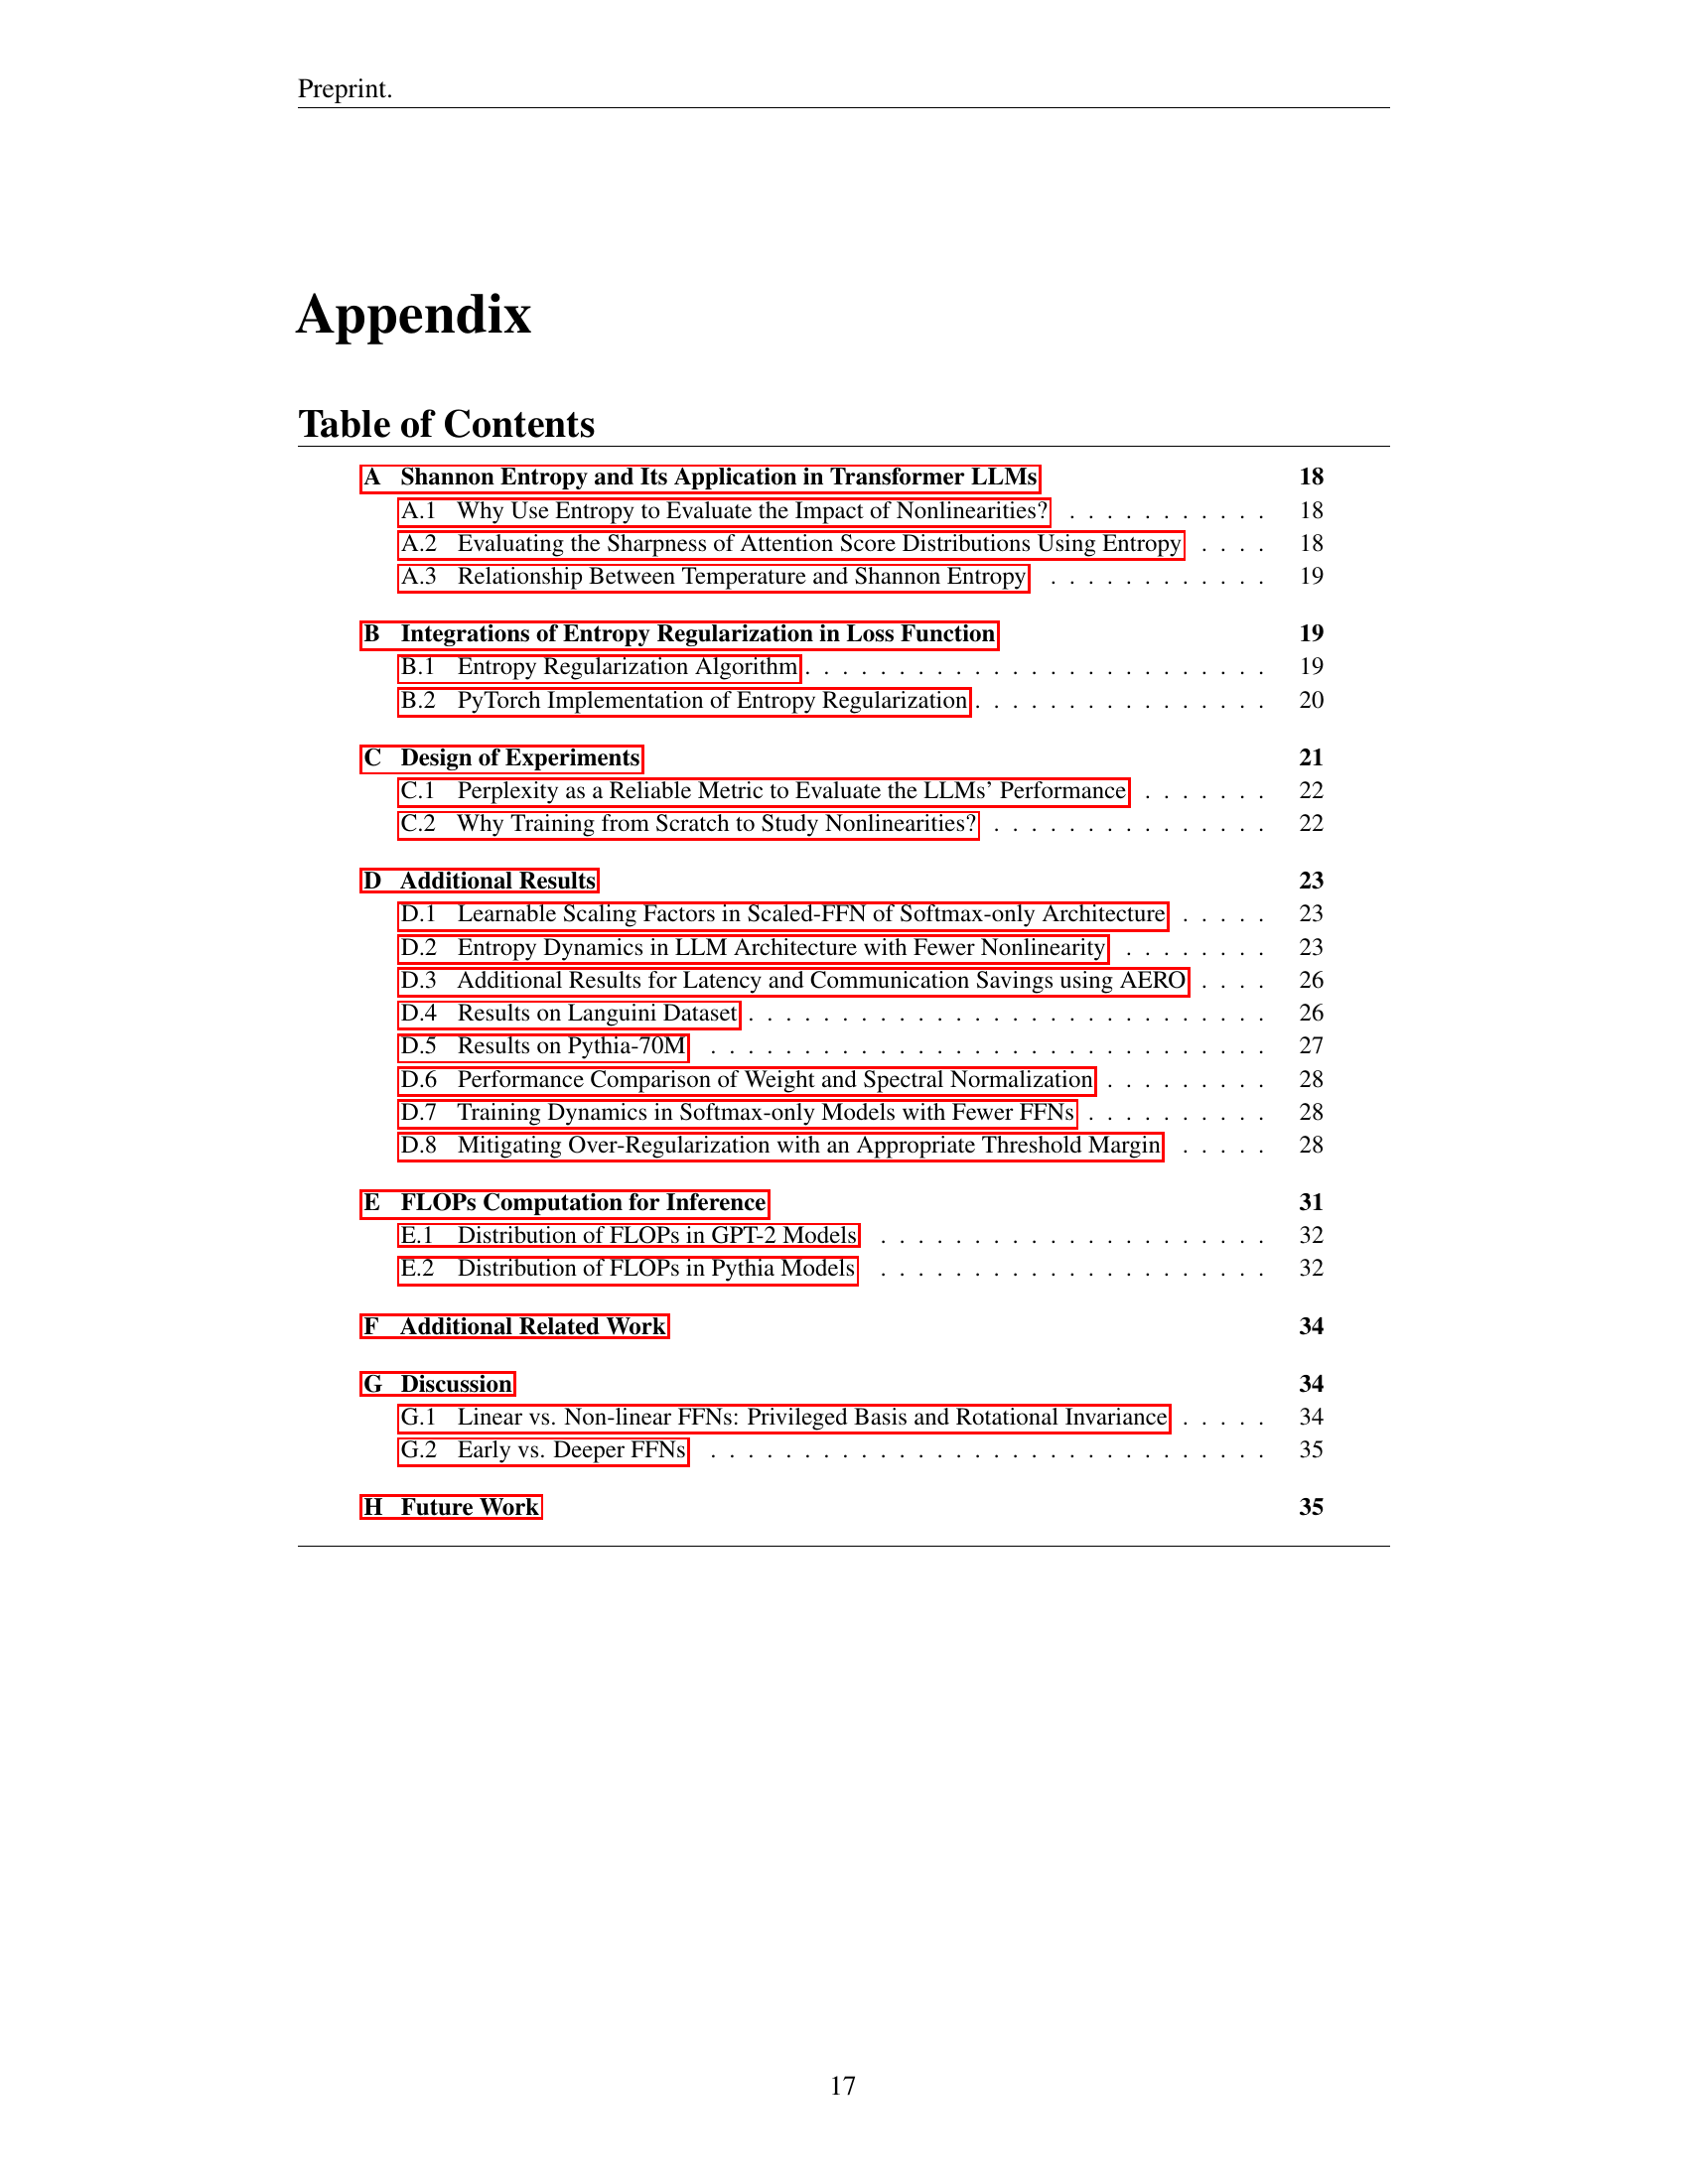 Preprint.
Appendix
Table of Contents
A Shannon Entropy and Its Application in Transformer LLMs 18
A.1 Why Use Entropy to Evaluate the Impact of Nonlinearities? . . . . . . . . . . . 18
A.2 Evaluating the Sharpness of Attention Score Distributions Using Entropy . . . . 18
A.3 Relationship Between Temperature and Shannon Entropy . . . . . . . . . . . . 19
B Integrations of Entropy Regularization in Loss Function 19
B.1 Entropy Regularization Algorithm . . . . . . . . . . . . . . . . . . . . . . . . . 19
B.2 PyTorch Implementation of Entropy Regularization . . . . . . . . . . . . . . . . 20
C Design of Experiments 21
C.1 Perplexity as a Reliable Metric to Evaluate the LLMs’ Performance . . . . . . . 22
C.2 Why Training from Scratch to Study Nonlinearities? . . . . . . . . . . . . . . . 22
D Additional Results 23
D.1 Learnable Scaling Factors in Scaled-FFN of Softmax-only Architecture . . . . . 23
D.2 Entropy Dynamics in LLM Architecture with Fewer Nonlinearity . . . . . . . . 23
D.3 Additional Results for Latency and Communication Savings using AERO . . . . 26
D.4 Results on Languini Dataset . . . . . . . . . . . . . . . . . . . . . . . . . . . . 26
D.5 Results on Pythia-70M . . . . . . . . . . . . . . . . . . . . . . . . . . . . . . 27
D.6 Performance Comparison of Weight and Spectral Normalization . . . . . . . . . 28
D.7 Training Dynamics in Softmax-only Models with Fewer FFNs . . . . . . . . . . 28
D.8 Mitigating Over-Regularization with an Appropriate Threshold Margin . . . . . 28
E FLOPs Computation for Inference 31
E.1 Distribution of FLOPs in GPT-2 Models . . . . . . . . . . . . . . . . . . . . . 32
E.2 Distribution of FLOPs in Pythia Models . . . . . . . . . . . . . . . . . . . . . 32
F Additional Related Work 34
G Discussion 34
G.1 Linear vs. Non-linear FFNs: Privileged Basis and Rotational Invariance . . . . . 34
G.2 Early vs. Deeper FFNs . . . . . . . . . . . . . . . . . . . . . . . . . . . . . . 35
H Future Work 35
17